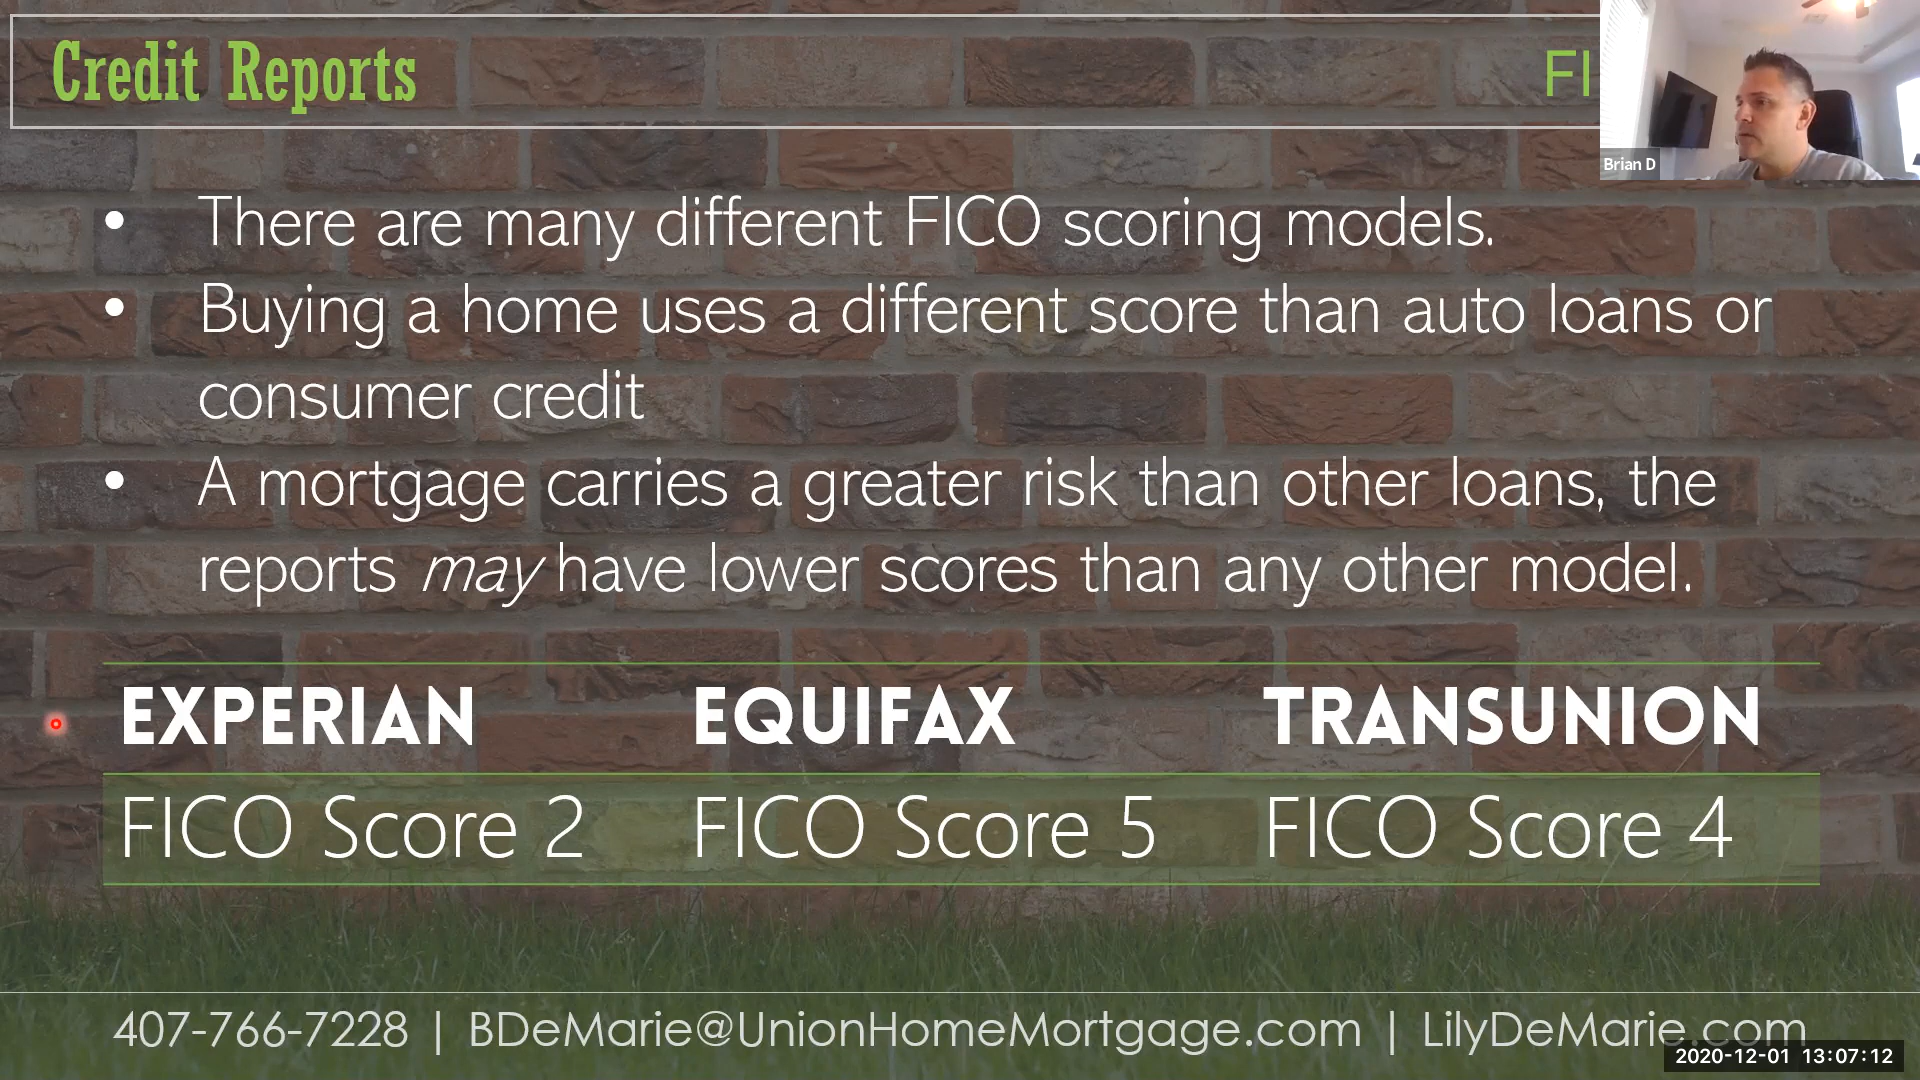 Credit Reports
FI
Brian D
• There are many different FICO scoring models.
• Buying a home uses a different score than auto loans or
consumer credit
• A mortgage carries a greater risk than other loans, the
reports may have lower scores than any other model.
EXPERIAN EQUIFAX TRANSUNION
FICO Score 2 FICO Score 5 FICO Score 4
407-766-7228 | BDeMarie@UnionHomeMortgage.com | LilyDeMarie.com
2020-12-01 13:07:12